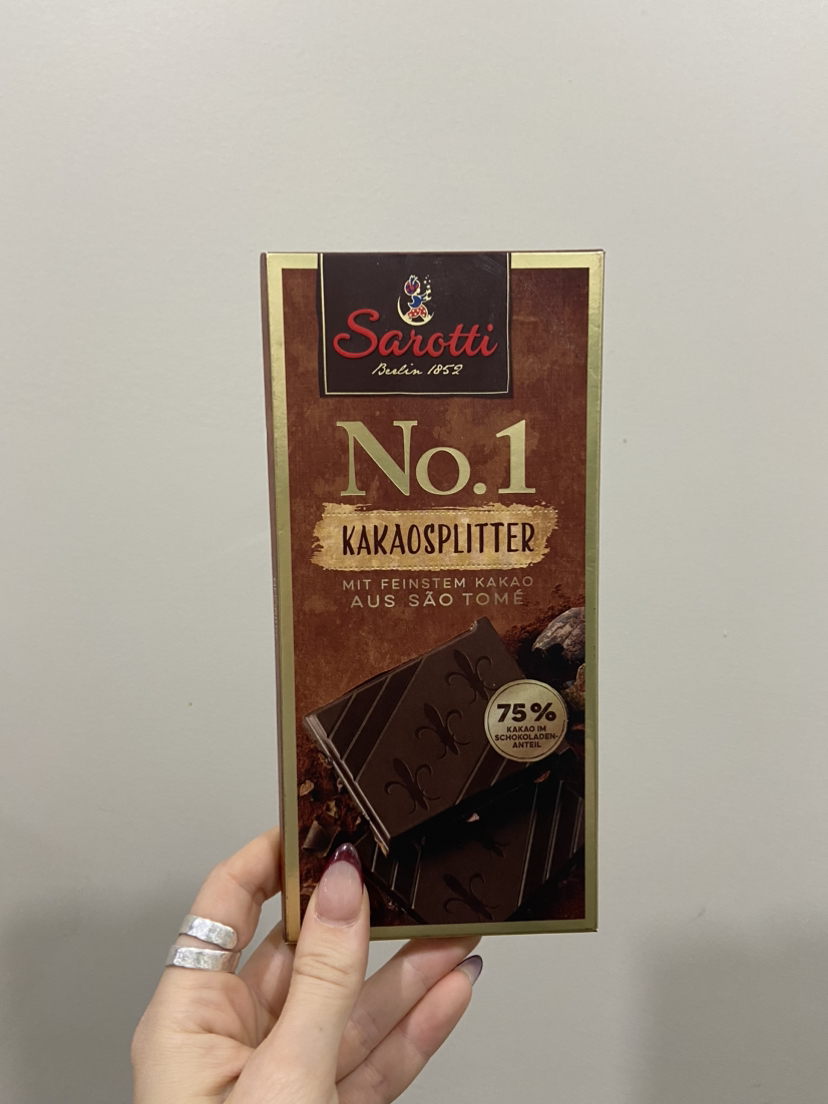 Sarotti
Berlin 1852
No.1
KAKAOSPLITTER
MIT FEINSTEM KAKAO
AUS SÃO TOMÉ
75%
KAKAO IM
SCHOKOLADEN-
ANTEIL